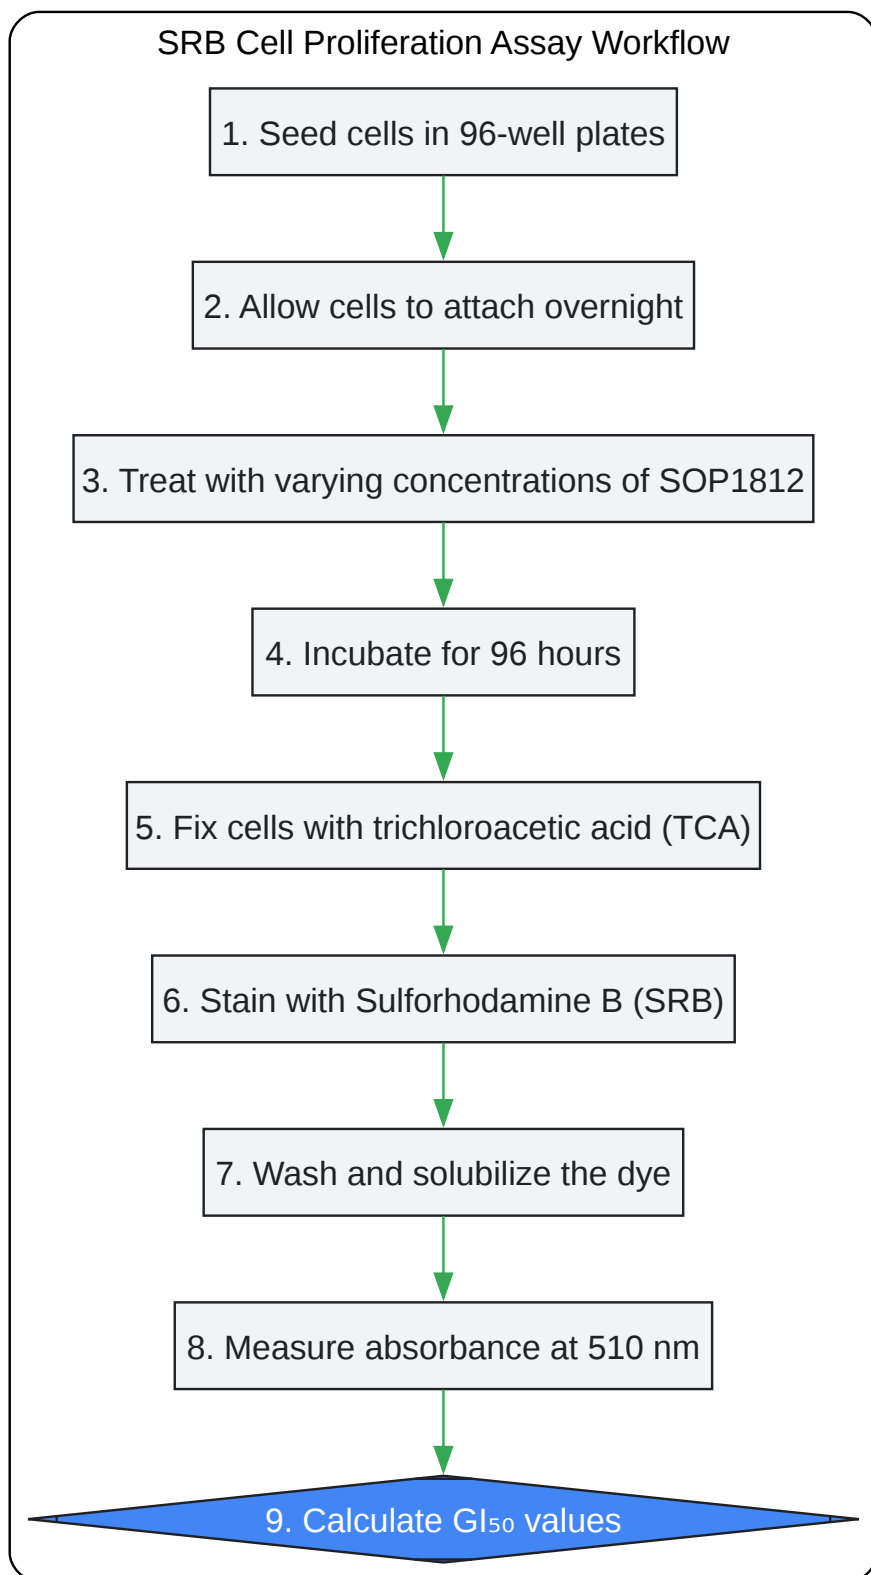 SRB Cell Proliferation Assay Workflow
1. Seed cells in 96-well plates
2. Allow cells to attach overnight
3. Treat with varying concentrations of SOP1812
4. Incubate for 96 hours
5. Fix cells with trichloroacetic acid (TCA)
6. Stain with Sulforhodamine B (SRB)
7. Wash and solubilize the dye
8. Measure absorbance at 510 nm
9. Calculate GI₅₀ values